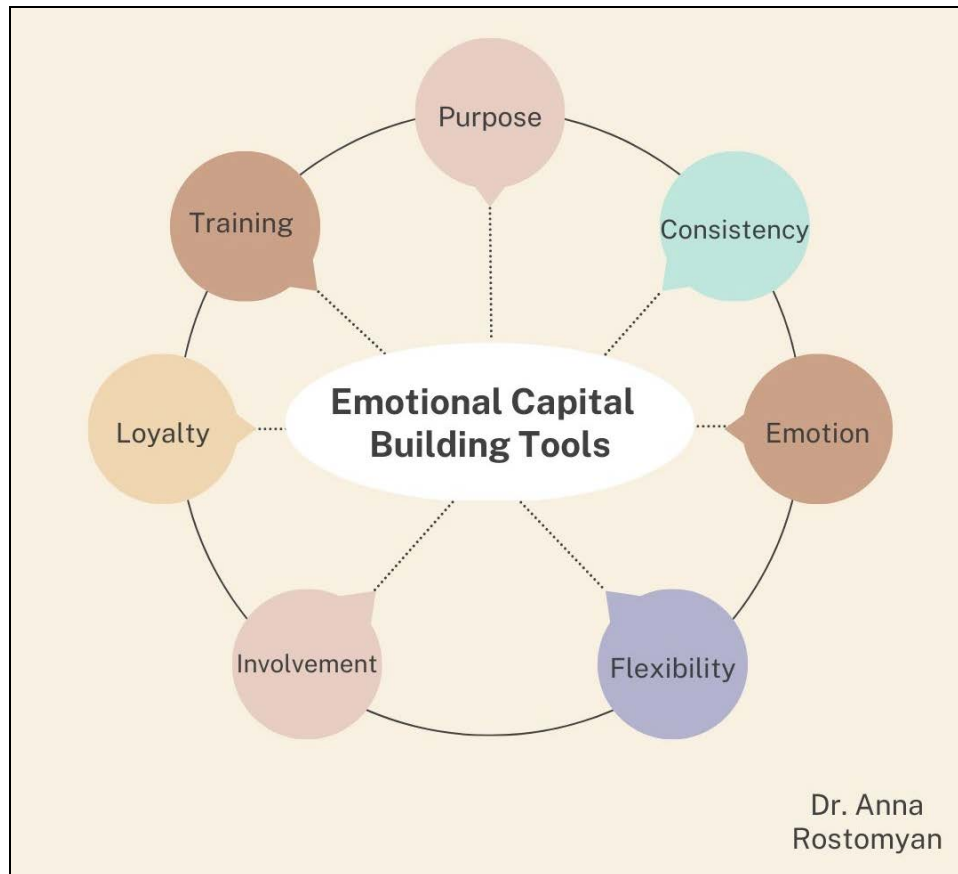 Purpose
Training
Consistency
Emotional Capital
Building Tools
Loyalty
Emotion
Involvement
Flexibility
Dr. Anna
Rostomyan